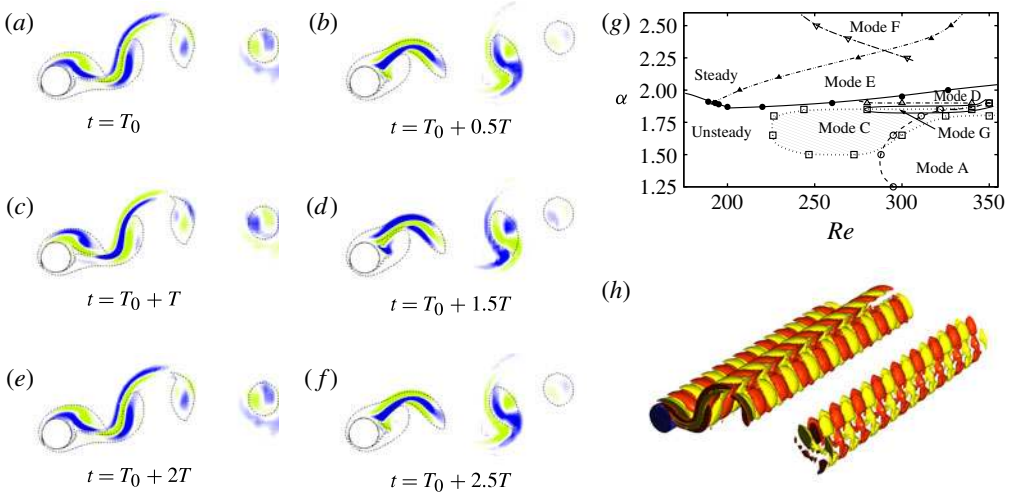 (a)
t = T0
(b)
t = T0 + 0.5T
(c)
t = T0 + T
(d)
t = T0 + 1.5T
(e)
t = T0 + 2T
(f)
t = T0 + 2.5T
(g)
2.50
2.25
2.00
1.75
1.50
1.25
α
Mode F
Steady
Mode E
Mode D
Mode C
Unsteady
Mode G
Mode A
200
250
300
350
Re
(h)